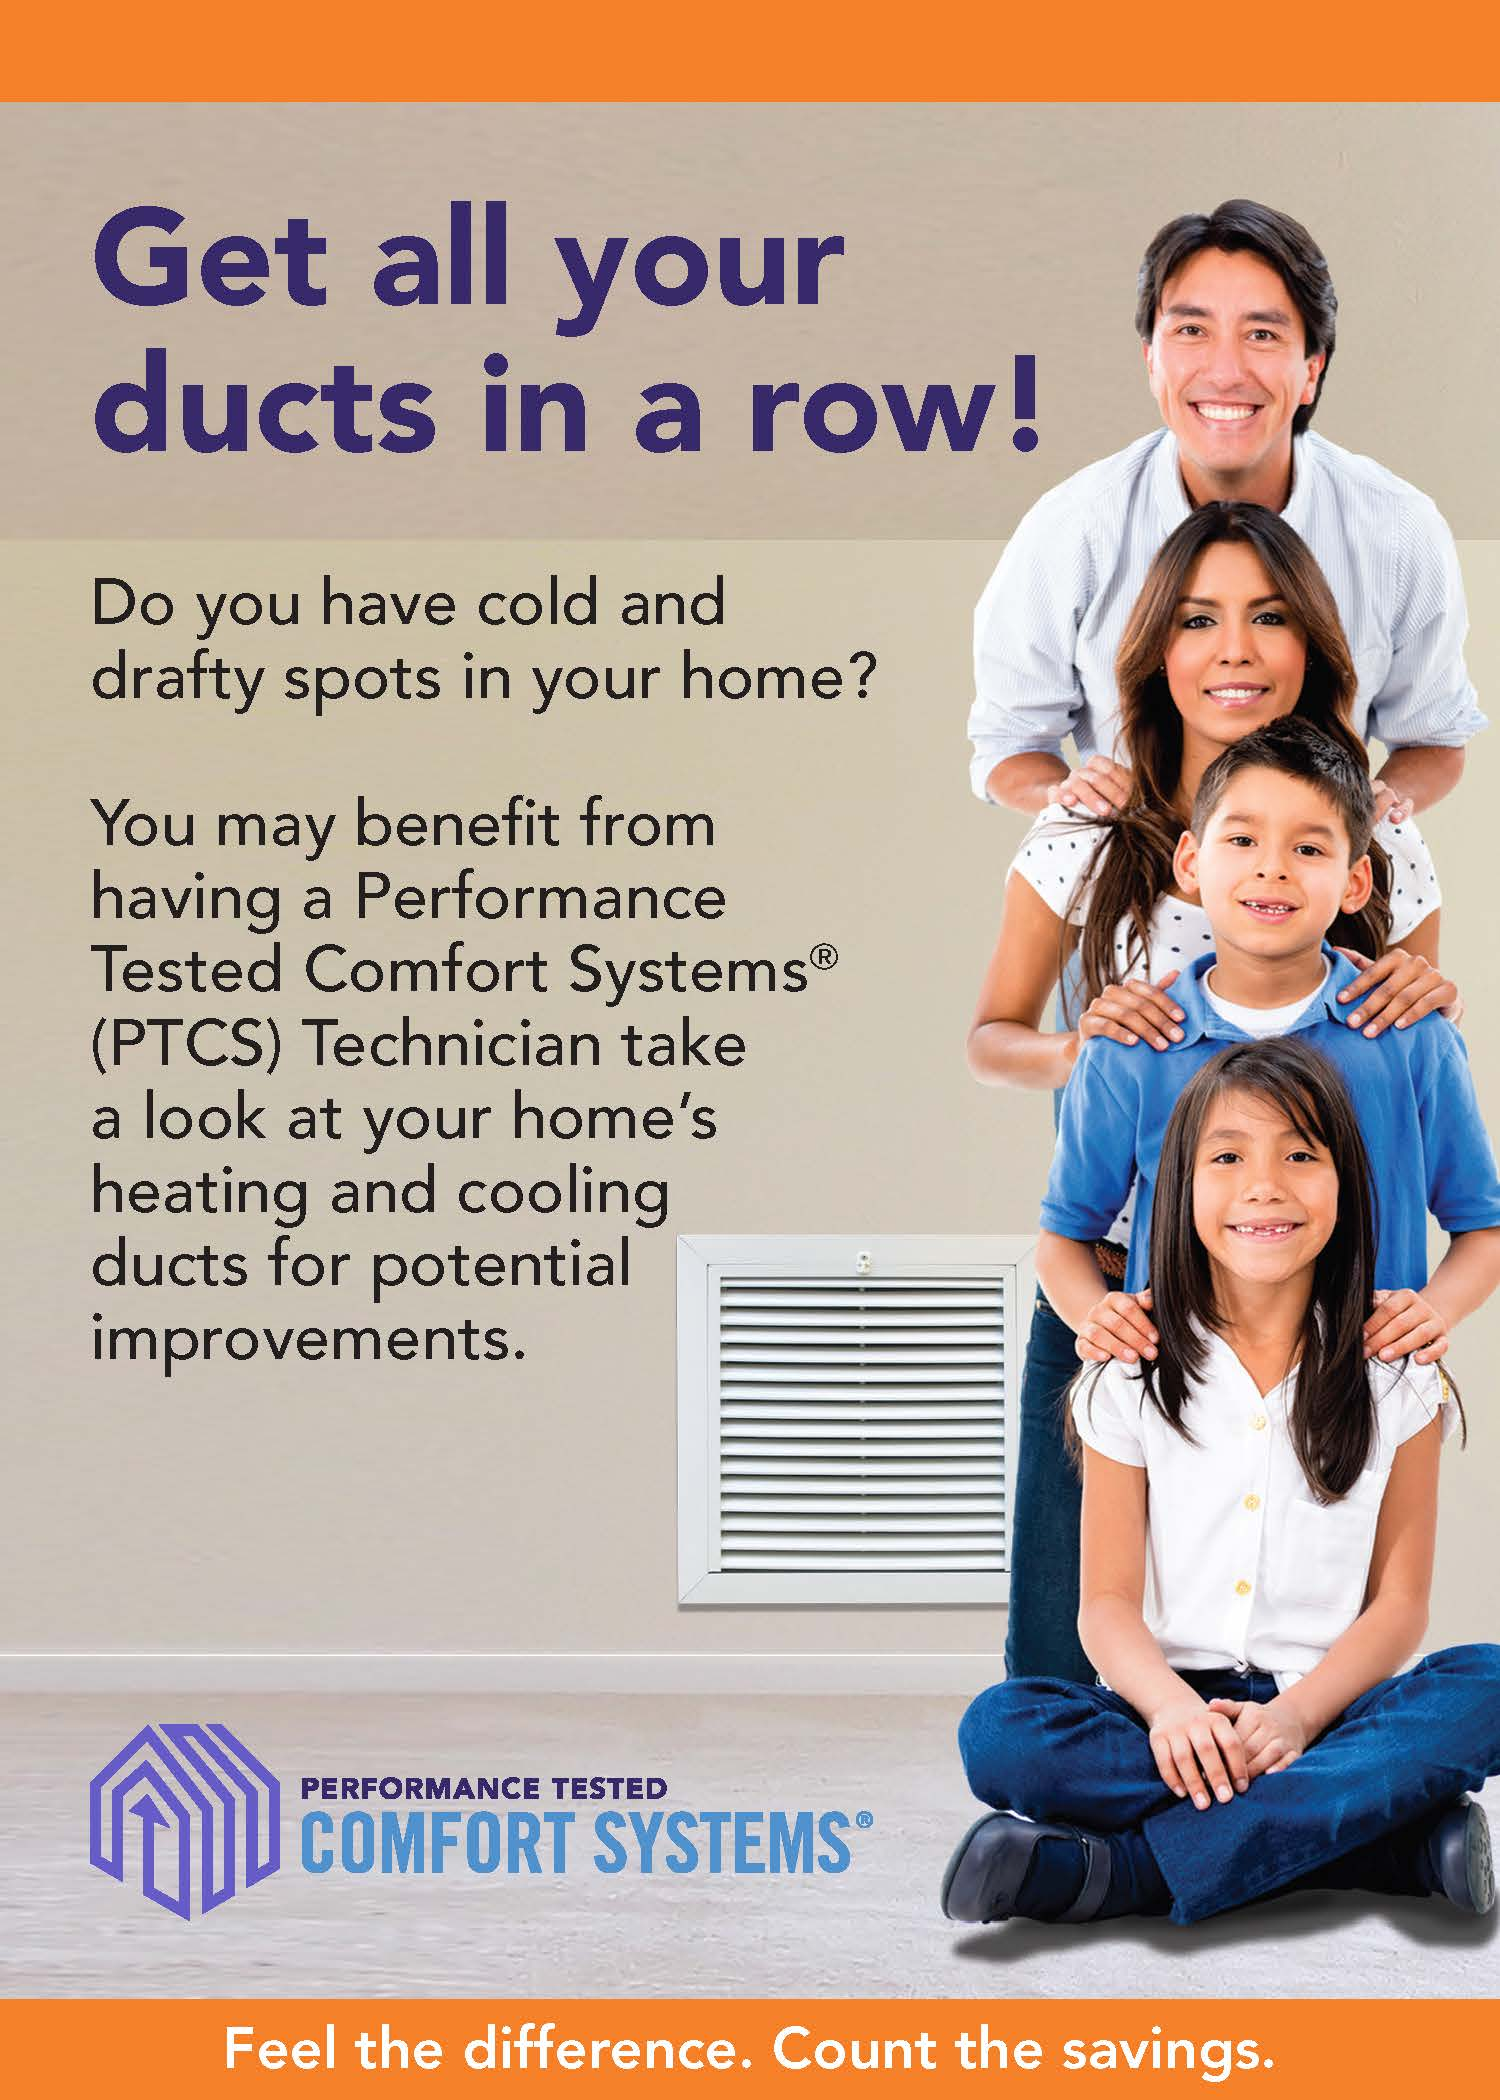 Get all your
ducts in a row!
Do you have cold and
drafty spots in your home?
You may benefit from
having a Performance
Tested Comfort Systems®
(PTCS) Technician take
a look at your home’s
heating and cooling
ducts for potential
improvements.
PERFORMANCE TESTED
COMFORT SYSTEMS®
Feel the difference. Count the savings.